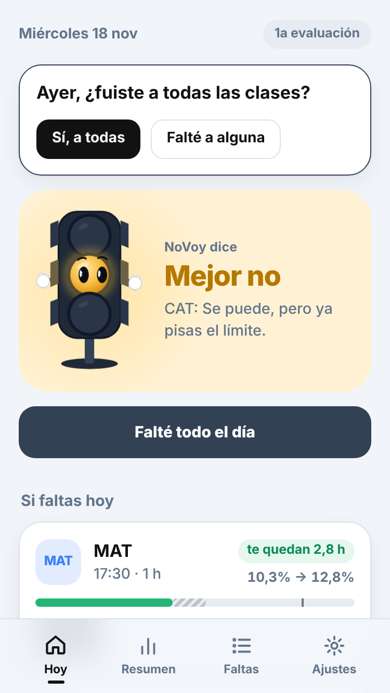 Miércoles 18 nov
1a evaluación
Ayer, ¿fuiste a todas las clases?
Sí, a todas
Falté a alguna
NoVoy dice
Mejor no
CAT: Se puede, pero ya
pisas el límite.
Falté todo el día
Si faltas hoy
MAT
MAT
17:30 · 1 h
te quedan 2,8 h
10,3% → 12,8%
Hoy
Resumen
Faltas
Ajustes